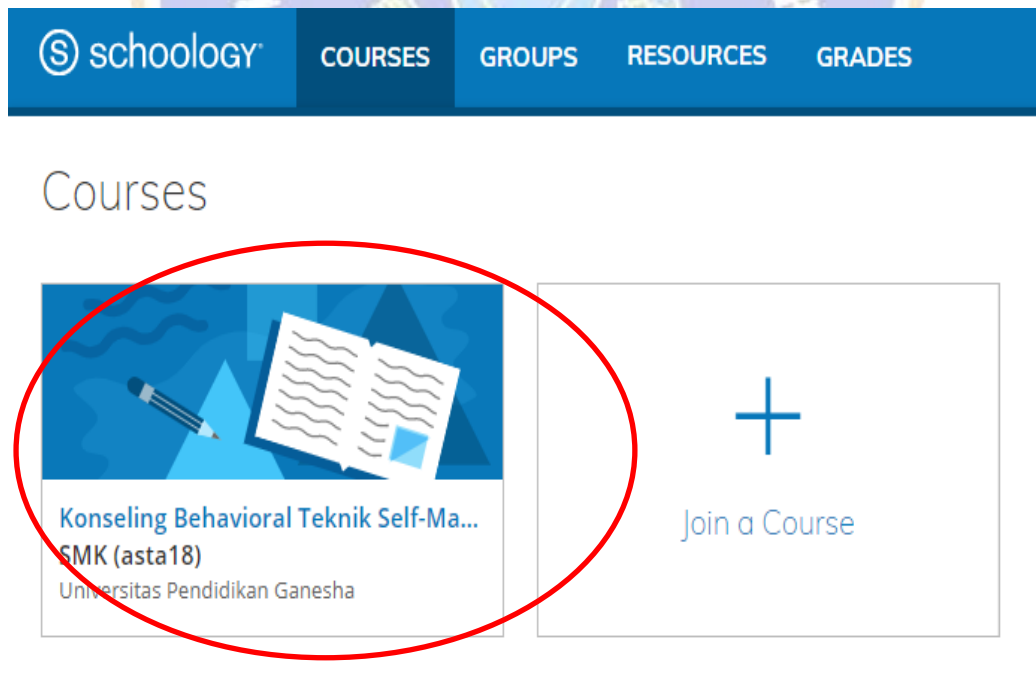 schoology COURSES GROUPS RESOURCES GRADES
Courses
Konseling Behavioral Teknik Self-Ma...
SMK (asta18)
Universitas Pendidikan Ganesha
Join a Course